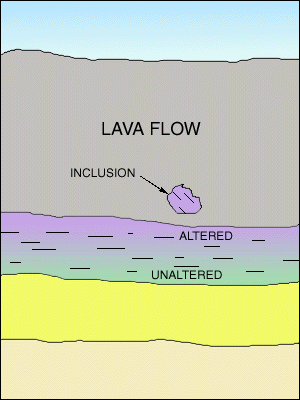 LAVA FLOW
INCLUSION
ALTERED
UNALTERED